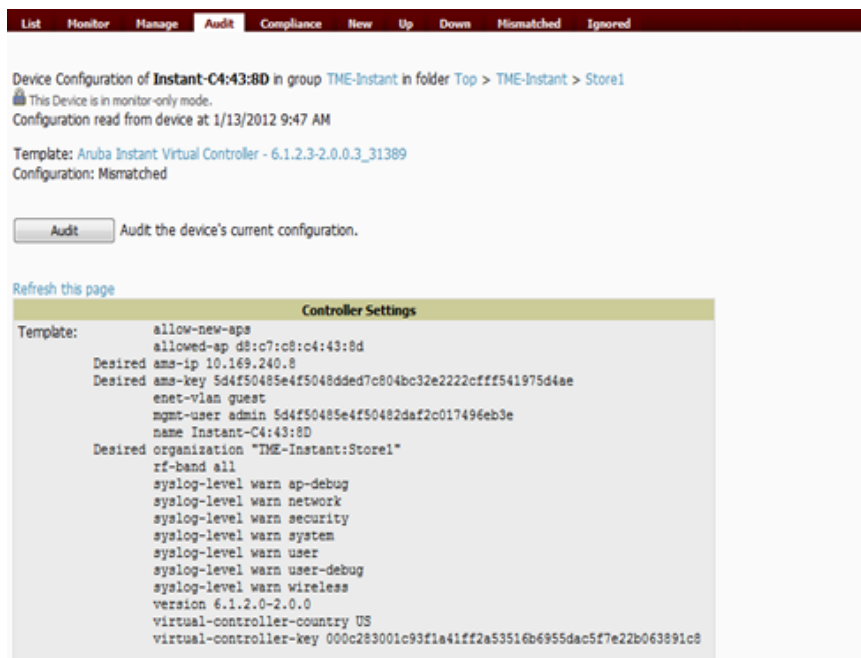 List Monitor Manage Audit Compliance New Up Down Mismatched Ignored
Device Configuration of Instant-C4:43:8D in group TME-Instant in folder Top > TME-Instant > Store1
This Device is in monitor-only mode.
Configuration read from device at 1/13/2012 9:47 AM
Template: Aruba Instant Virtual Controller - 6.1.2.3-2.0.0.3_31389
Configuration: Mismatched
Audit Audit the device's current configuration.
Refresh this page
Controller Settings
Template: allow-new-aps
allowed-ap d8:c7:c8:c4:43:8d
Desired ams-ip 10.169.240.8
Desired ams-key 5d4f50485e4f5048dded7c804bc32e2222cfff541975d4ae
enet-vlan guest
mgmt-user admin 5d4f50485e4f50482daf2c017496eb3e
name Instant-C4:43:8D
Desired organization "TME-Instant:Store1"
rf-band all
syslog-level warn ap-debug
syslog-level warn network
syslog-level warn security
syslog-level warn system
syslog-level warn user
syslog-level warn user-debug
syslog-level warn wireless
version 6.1.2.0-2.0.0
virtual-controller-country US
virtual-controller-key 000c283001c93f1a41ff2a53516b6955dac5f7e22b063891c8